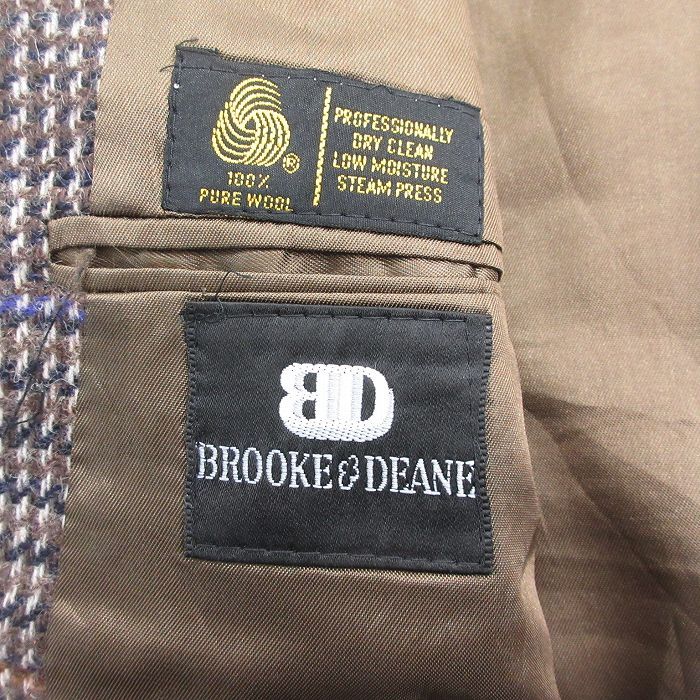 ®
100%
PURE WOOL
PROFESSIONALLY
DRY CLEAN
LOW MOISTURE
STEAM PRESS
BD
BROOKE & DEANE